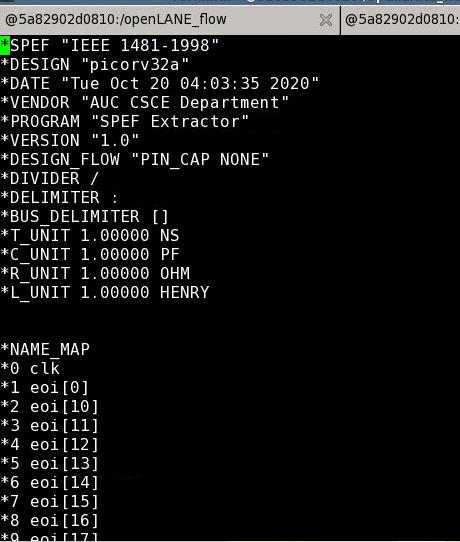 @5a82902d0810:/openLANE_flow
@5a82902d0810:
*SPEF "IEEE 1481-1998"
*DESIGN "picorv32a"
*DATE "Tue Oct 20 04:03:35 2020"
*VENDOR "AUC CSCE Department"
*PROGRAM "SPEF Extractor"
*VERSION "1.0"
*DESIGN_FLOW "PIN_CAP NONE"
*DIVIDER /
*DELIMITER :
*BUS_DELIMITER []
*T_UNIT 1.00000 NS
*C_UNIT 1.00000 PF
*R_UNIT 1.00000 OHM
*L_UNIT 1.00000 HENRY
*NAME_MAP
*0 clk
*1 eoi[0]
*2 eoi[10]
*3 eoi[11]
*4 eoi[12]
*5 eoi[13]
*6 eoi[14]
*7 eoi[15]
*8 eoi[16]
*9 eoi[17]